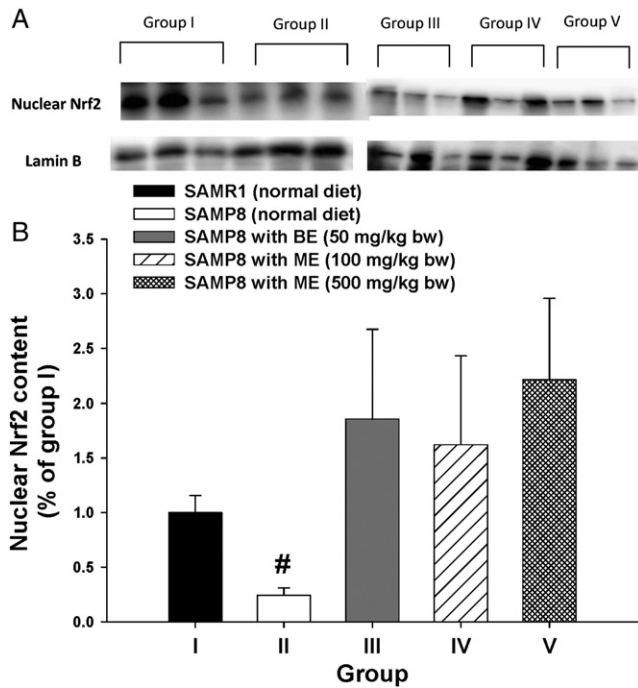 A
Group I Group II Group III Group IV Group V
Nuclear Nrf2
Lamin B
SAMR1 (normal diet)
SAMP8 (normal diet)
SAMP8 with BE (50 mg/kg bw)
SAMP8 with ME (100 mg/kg bw)
SAMP8 with ME (500 mg/kg bw)
B
Nuclear Nrf2 content
(% of group I)
3.5
3.0
2.5
2.0
1.5
1.0
0.5
0.0
#
I II III IV V
Group